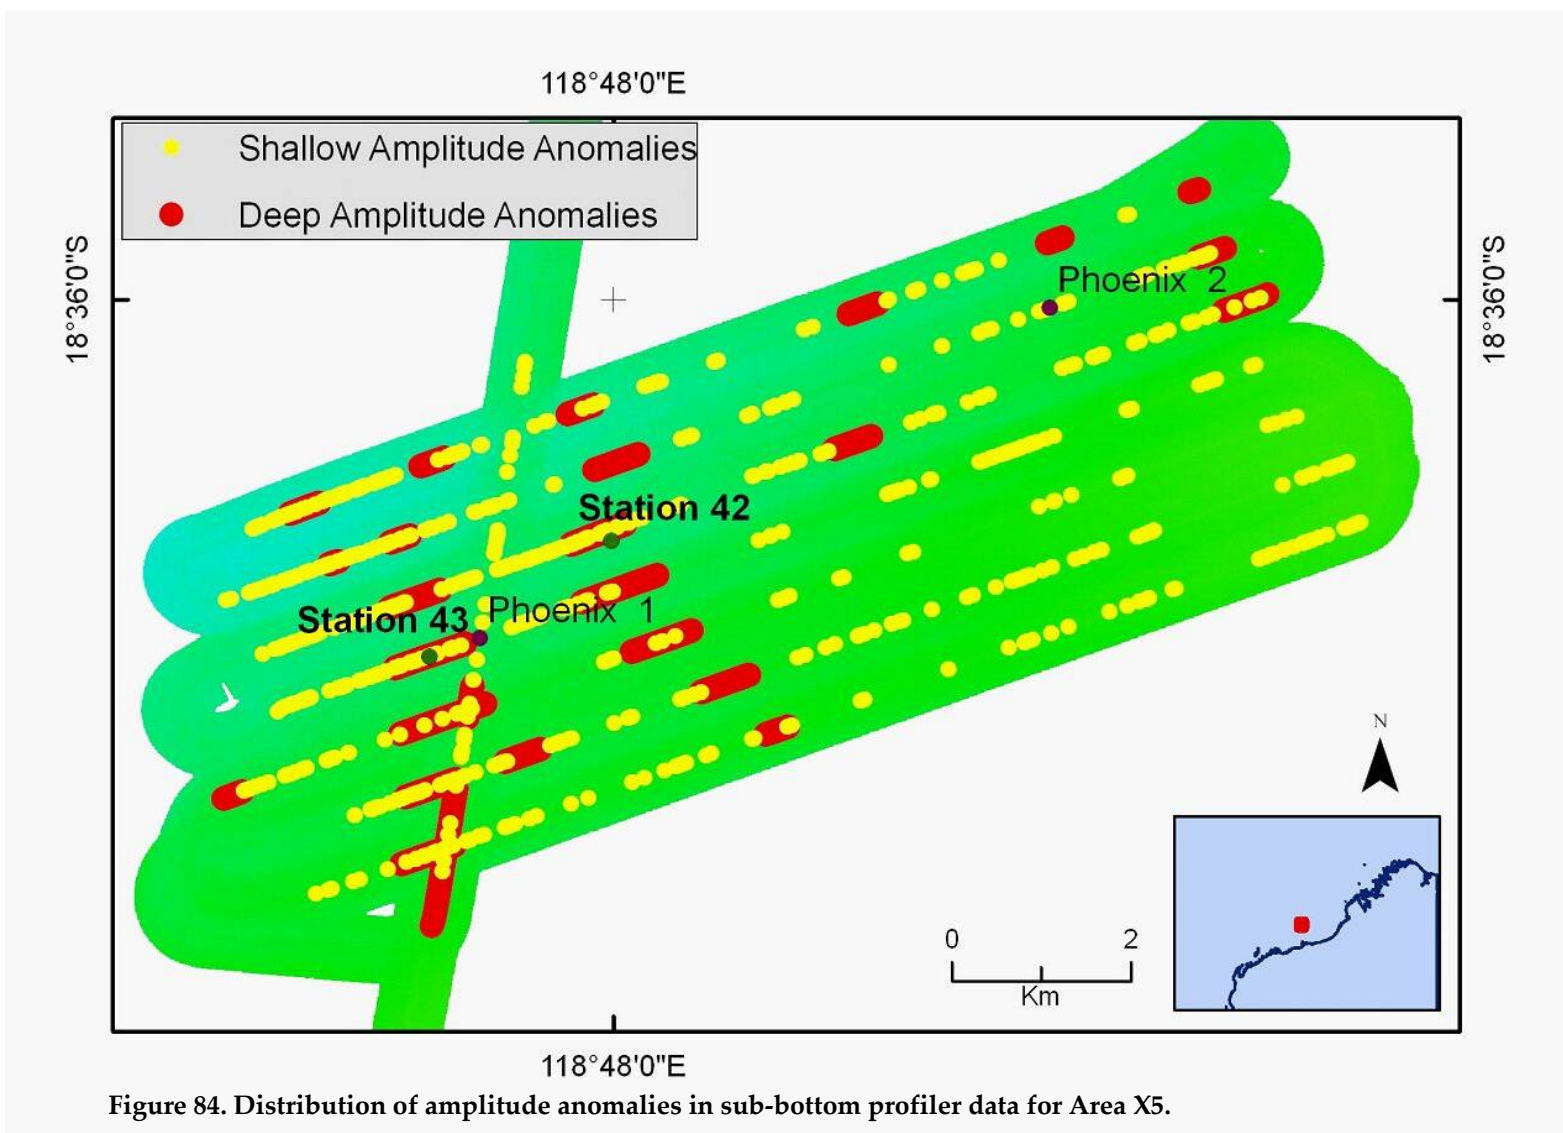 118°48'0"E
Shallow Amplitude Anomalies
Deep Amplitude Anomalies
18°36'0"S
18°36'0"S
Phoenix 2
Station 42
Station 43
Phoenix 1
N
0 2
Km
118°48'0"E
Figure 84. Distribution of amplitude anomalies in sub-bottom profiler data for Area X5.